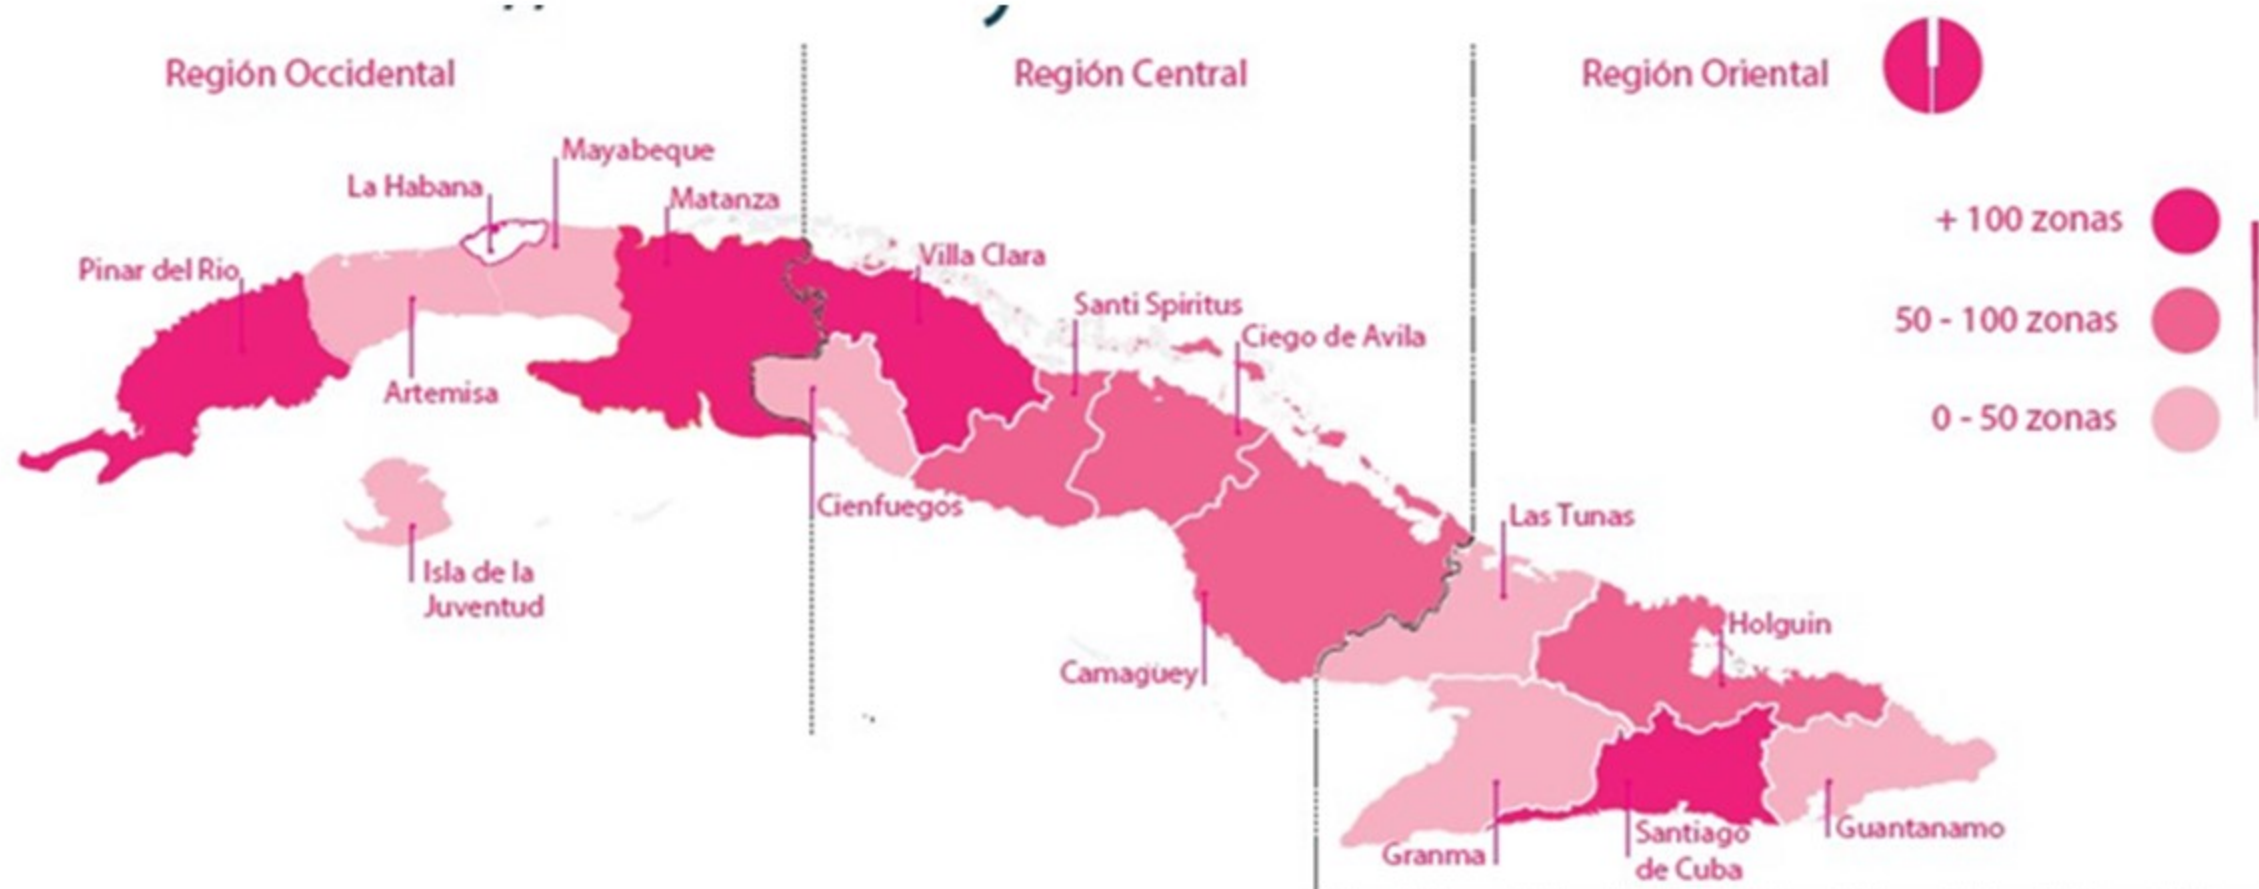 Región Occidental
Región Central
Región Oriental
Mayabeque
La Habana
Matanza
Pinar del Rio
Villa Clara
Santi Spiritus
Ciego de Avila
Artemisa
Cienfuegos
Isla de la
Juventud
Las Tunas
Camagüey
Holguin
Granma
Santiago
de Cuba
Guantanamo
+ 100 zonas
50 - 100 zonas
0 - 50 zonas